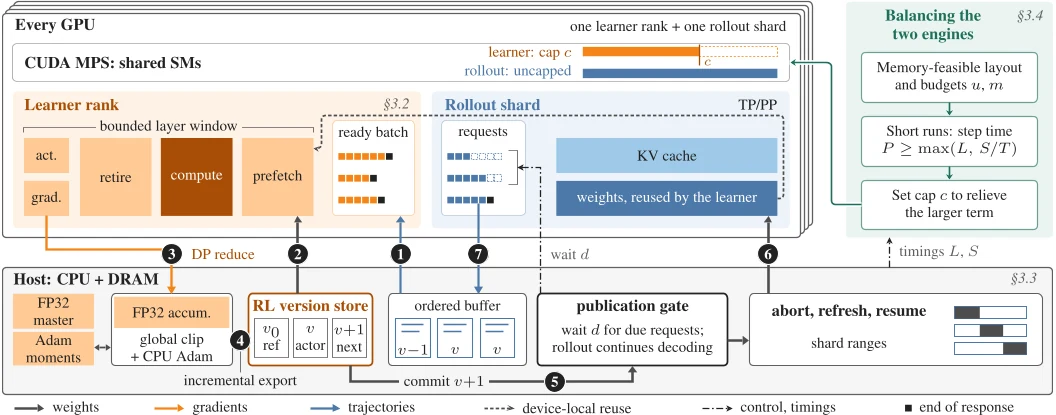 Every GPU
one learner rank + one rollout shard
CUDA MPS: shared SMs
learner: cap c
c
rollout: uncapped
Learner rank
§3.2
bounded layer window
act.
grad.
retire
compute
prefetch
ready batch
Rollout shard
TP/PP
requests
KV cache
weights, reused by the learner
Balancing the
two engines
§3.4
Memory-feasible layout
and budgets u, m
Short runs: step time
P ≥ max(L, S/T)
Set cap c to relieve
the larger term
3
DP reduce
2
1
7
wait d
6
timings L, S
Host: CPU + DRAM
§3.3
FP32
master
Adam
moments
FP32 accum.
global clip
+ CPU Adam
4
incremental export
RL version store
v0
ref
v
actor
v+1
next
ordered buffer
v−1
v
v
publication gate
wait d for due requests;
rollout continues decoding
abort, refresh, resume
shard ranges
commit v+1
5
weights
gradients
trajectories
device-local reuse
control, timings
end of response